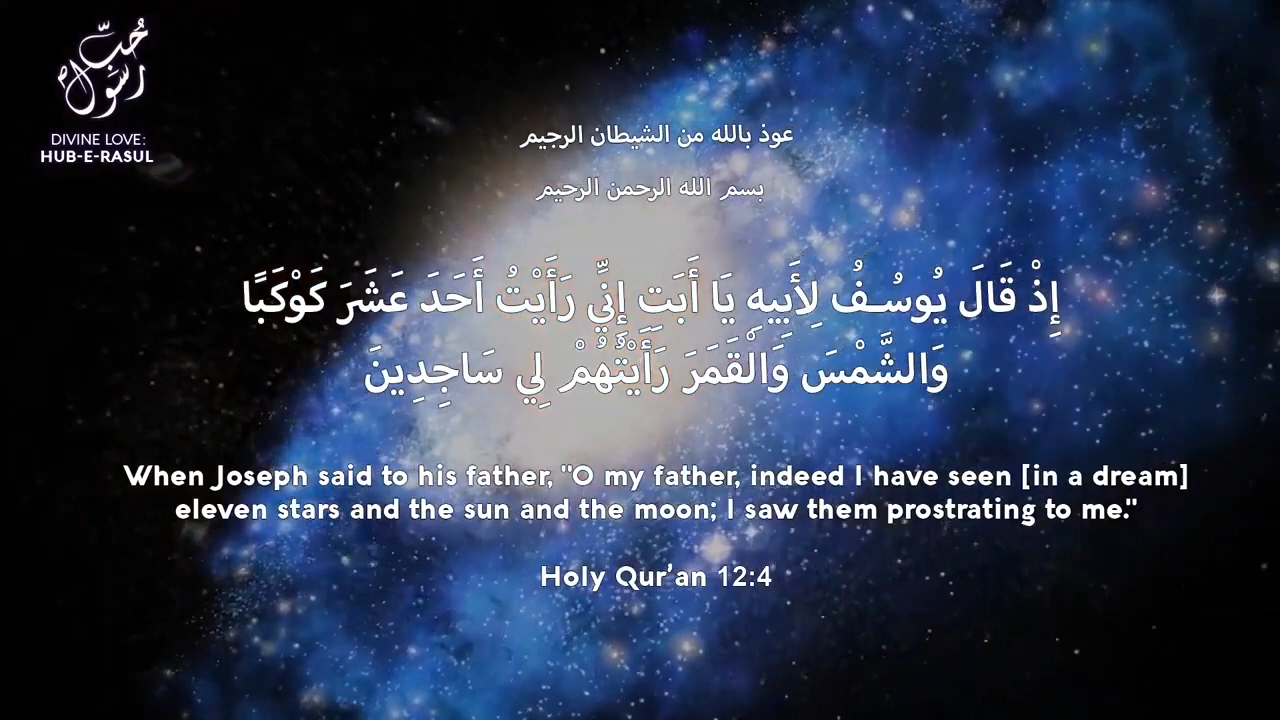 حُبِّ
رَسُول
DIVINE LOVE:
HUB-E-RASUL
عوذ بالله من الشيطان الرجيم
بسم الله الرحمن الرحيم
إِذْ قَالَ يُوسُـفُ لِأَبِيهِ يَا أَبَتِ إِنِّي رَأَيْتُ أَحَدَ عَشَرَ كَوْكَبًا
وَالشَّمْسَ وَالْقَمَرَ رَأَيْتُهُمْ لِي سَاجِدِينَ
When Joseph said to his father, "O my father, indeed I have seen [in a dream]
eleven stars and the sun and the moon; I saw them prostrating to me."
Holy Qur'an 12:4